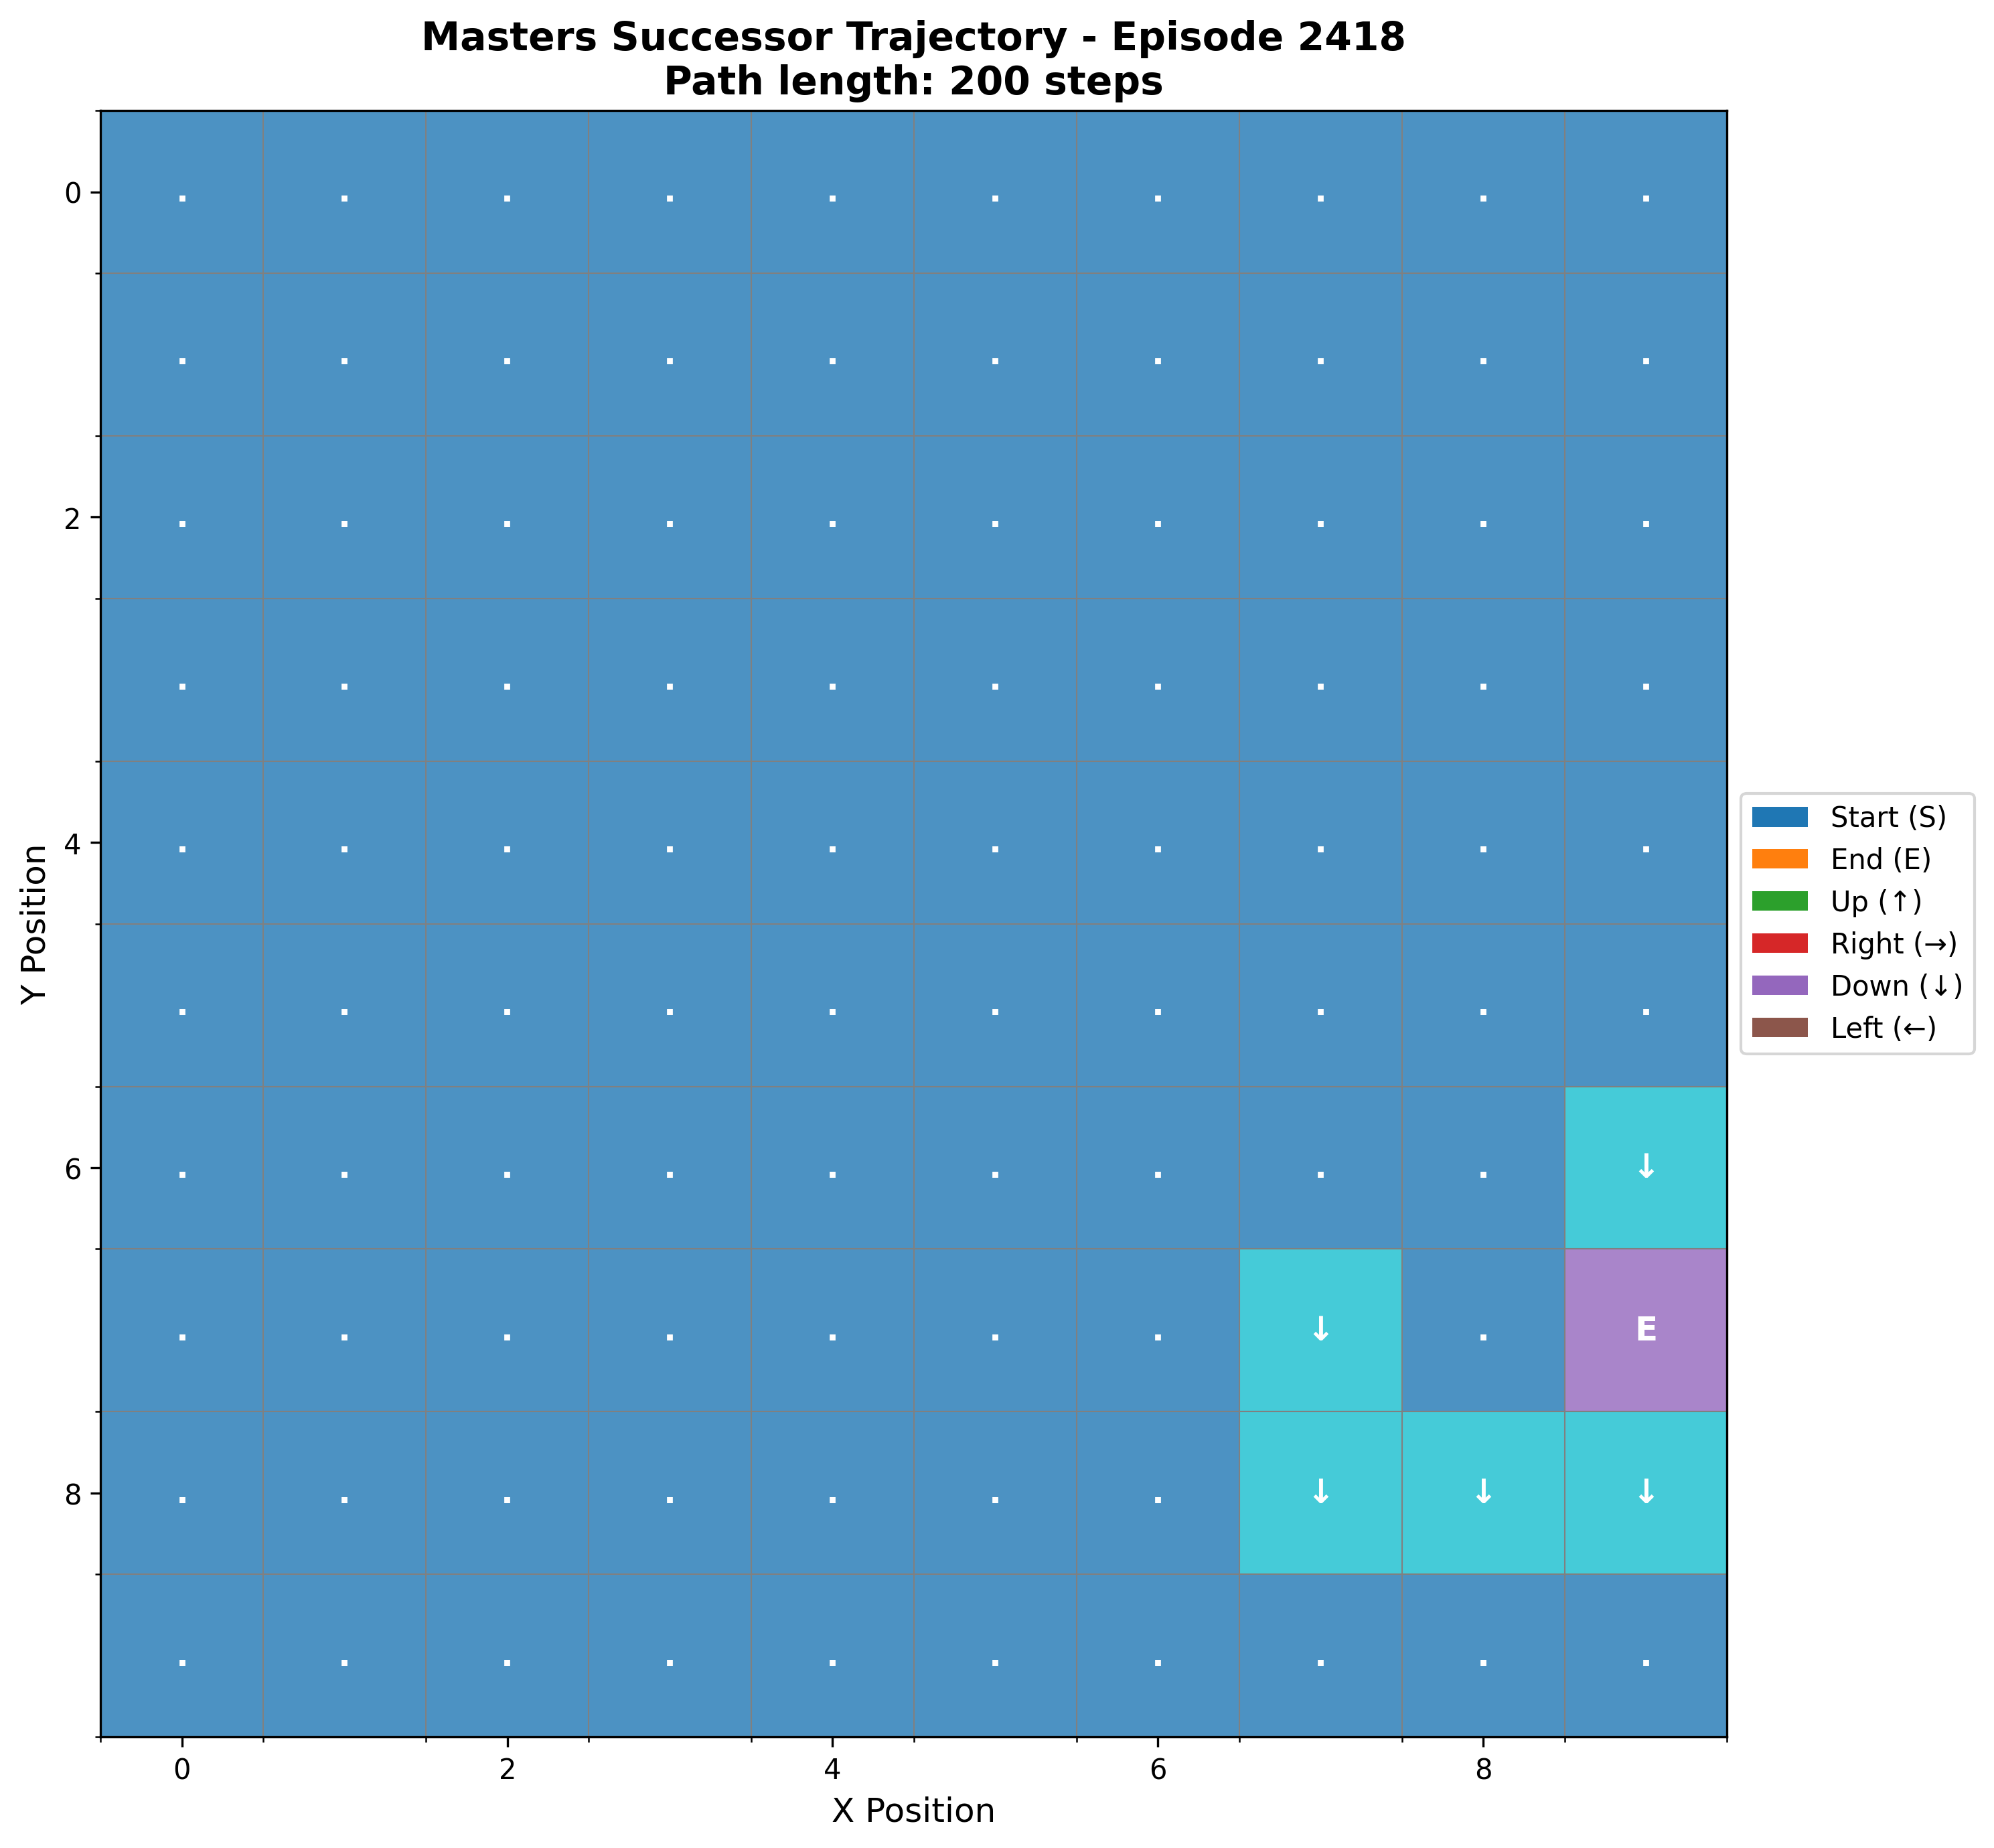 Masters Successor Trajectory - Episode 2418
Path length: 200 steps
Y Position
0
2
4
6
8
↓
↓
E
↓
↓
↓
0
2
4
6
8
X Position
Start (S)
End (E)
Up (↑)
Right (→)
Down (↓)
Left (←)